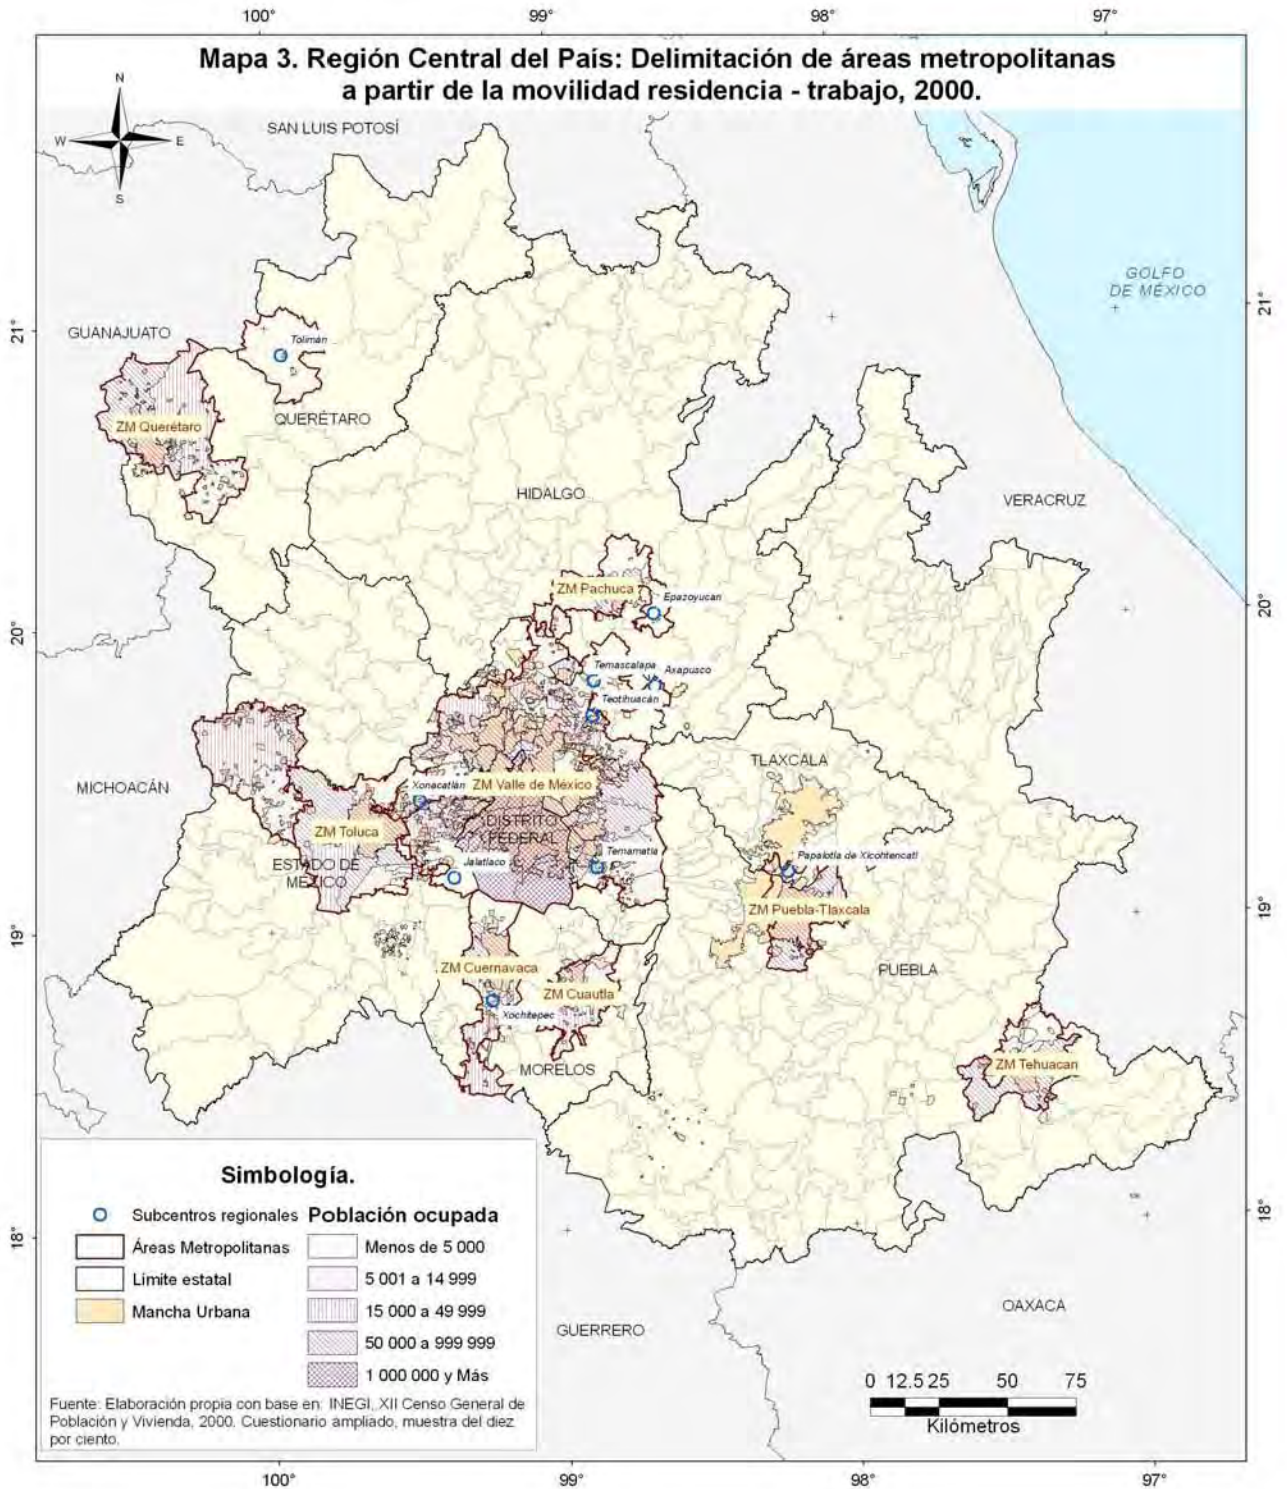 100°
99°
98°
97°
Mapa 3. Región Central del País: Delimitación de áreas metropolitanas
a partir de la movilidad residencia - trabajo, 2000.
N
W
E
S
SAN LUIS POTOSÍ
GOLFO
DE MÉXICO
21°
21°
GUANAJUATO
Tolimán
QUERÉTARO
ZM Querétaro
HIDALGO
VERACRUZ
ZM Pachuca
Epazoyucan
20°
20°
Temascalapa
Axapusco
Teotihuacán
TLAXCALA
MICHOACÁN
Xonacatlán
ZM Valle de México
DISTRITO
FEDERAL
ZM Toluca
ESTADO DE
MÉXICO
Jalatlaco
Temamatla
Papalotla de Xicohtencatl
ZM Puebla-Tlaxcala
19°
19°
PUEBLA
ZM Cuernavaca
ZM Cuautla
Xochitepec
MORELOS
ZM Tehuacan
Simbología.
Subcentros regionales
Áreas Metropolitanas
Limite estatal
Mancha Urbana
Población ocupada
Menos de 5 000
5 001 a 14 999
15 000 a 49 999
50 000 a 999 999
1 000 000 y Más
Fuente: Elaboración propia con base en: INEGI, XII Censo General de
Población y Vivienda, 2000. Cuestionario ampliado, muestra del diez
por ciento.
18°
18°
GUERRERO
OAXACA
0 12.5 25 50 75
Kilómetros
100°
99°
98°
97°